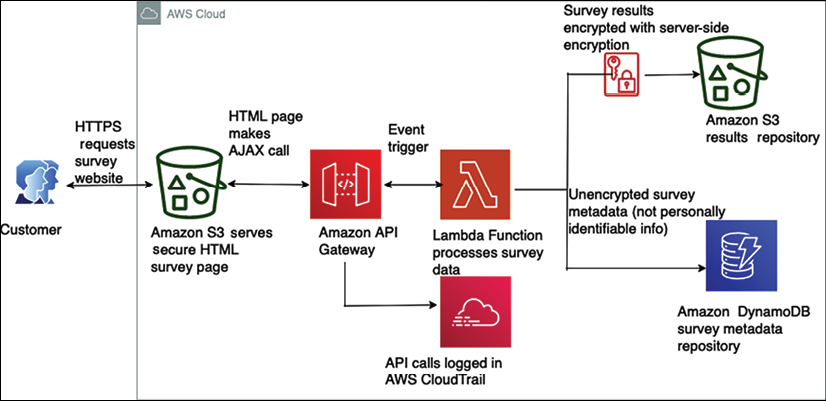 AWS Cloud
Survey results
encrypted with server-side
encryption
HTTPS
requests
survey
website
HTML page
makes
AJAX call
Event
trigger
Amazon S3
results repository
Customer
Amazon S3 serves
secure HTML
survey page
Amazon API
Gateway
Lambda Function
processes survey
data
Unencrypted survey
metadata (not personally
identifiable info)
API calls logged in
AWS CloudTrail
Amazon DynamoDB
survey metadata
repository